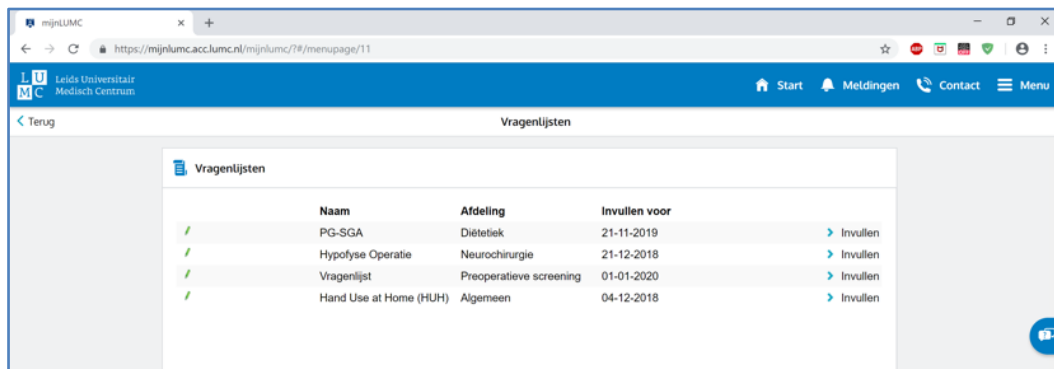 mijnLUMC
https://mijnlumc.acc.lumc.nl/mijnlumc/?#/menupage/11
ABP
L U M C Leids Universitair Medisch Centrum
Start Meldingen Contact Menu
Terug Vragenlijsten
Vragenlijsten
Naam Afdeling Invullen voor
PG-SGA Diëtetiek 21-11-2019 Invullen
Hypofyse Operatie Neurochirurgie 21-12-2018 Invullen
Vragenlijst Preoperatieve screening 01-01-2020 Invullen
Hand Use at Home (HUH) Algemeen 04-12-2018 Invullen